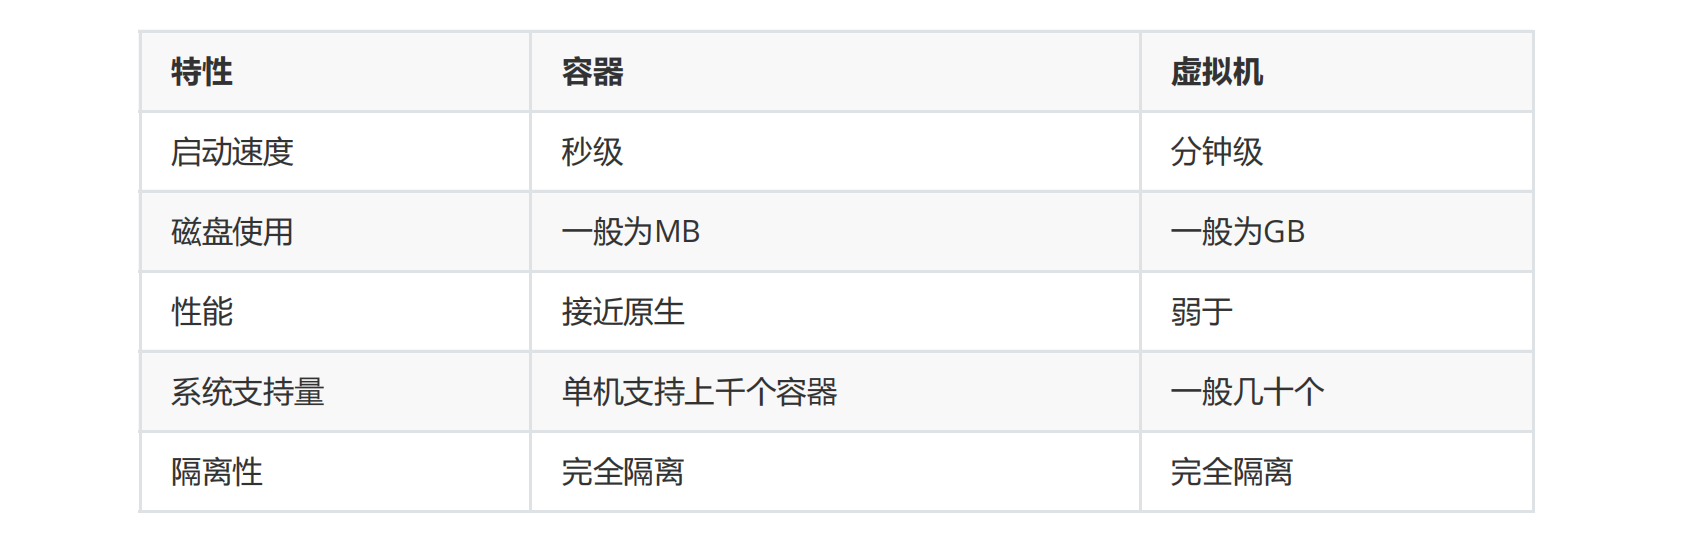 特性 容器 虚拟机
启动速度 秒级 分钟级
磁盘使用 一般为MB 一般为GB
性能 接近原生 弱于
系统支持量 单机支持上千个容器 一般几十个
隔离性 完全隔离 完全隔离